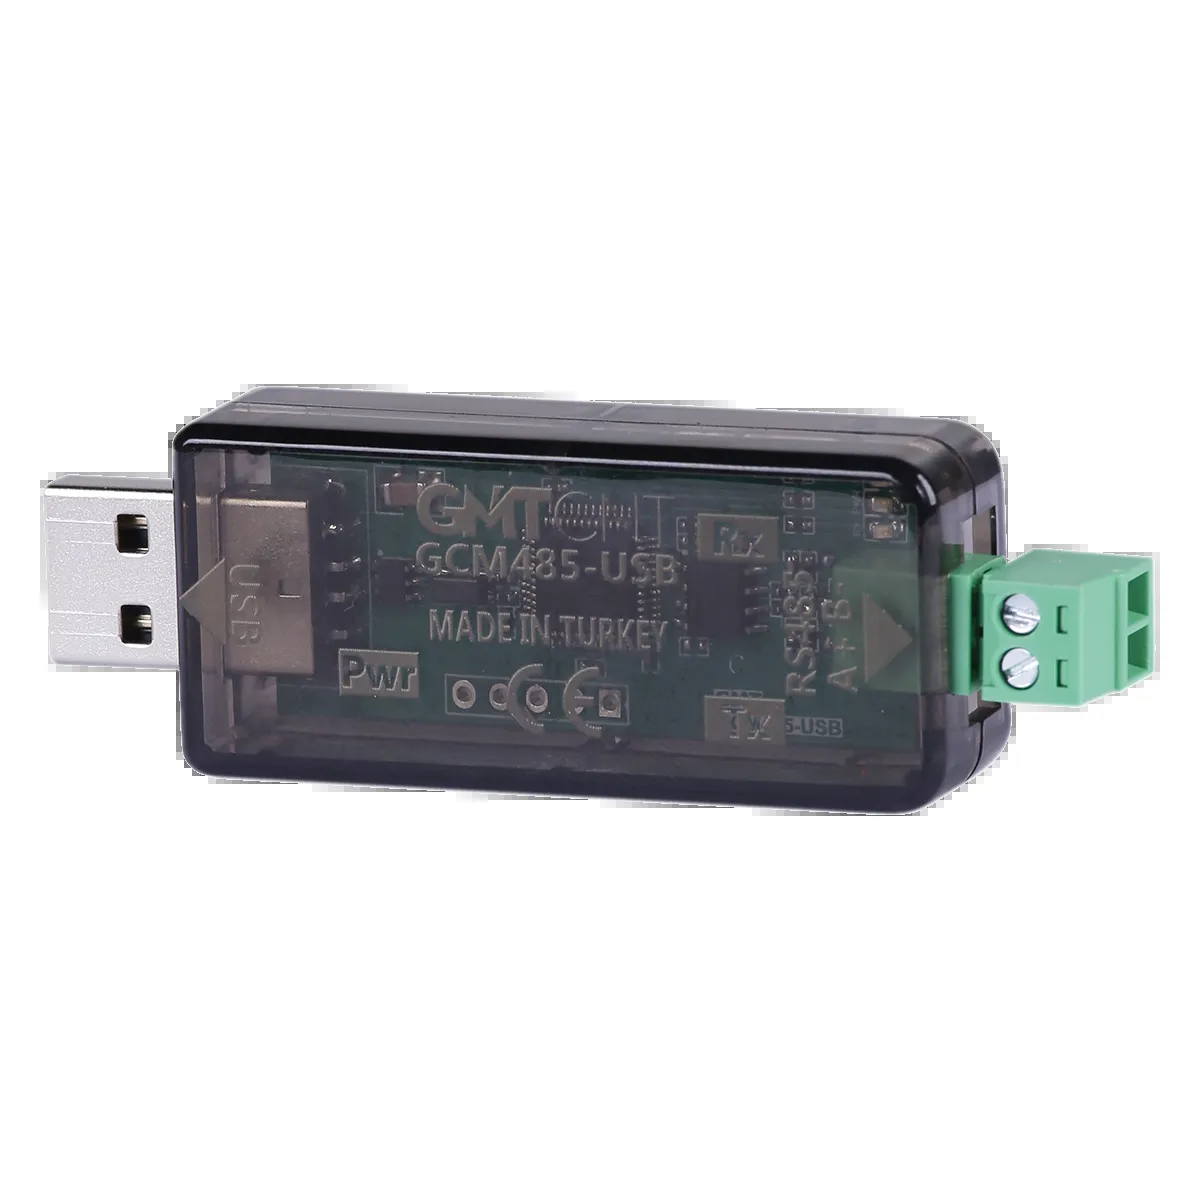 GMT
GCM485-USB
MADE IN TURKEY
USB
Pwr
Rx
RS485
A+ B-
Tx
5-USB
CE